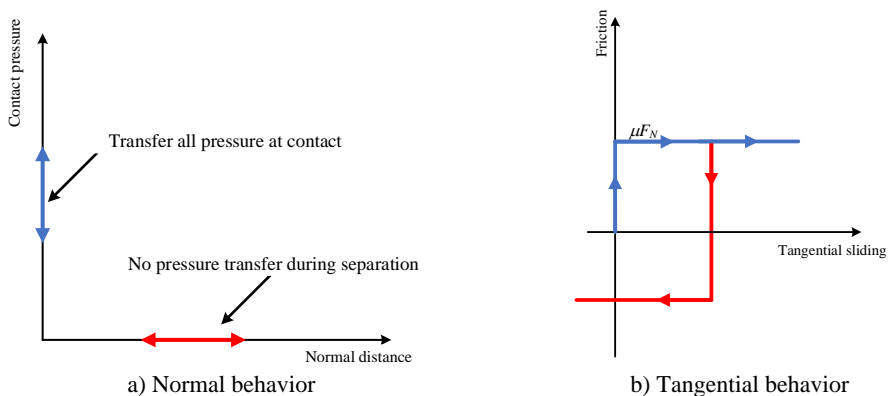 Contact pressure
Transfer all pressure at contact
No pressure transfer during separation
Normal distance
a) Normal behavior
Friction
μF_N
Tangential sliding
b) Tangential behavior